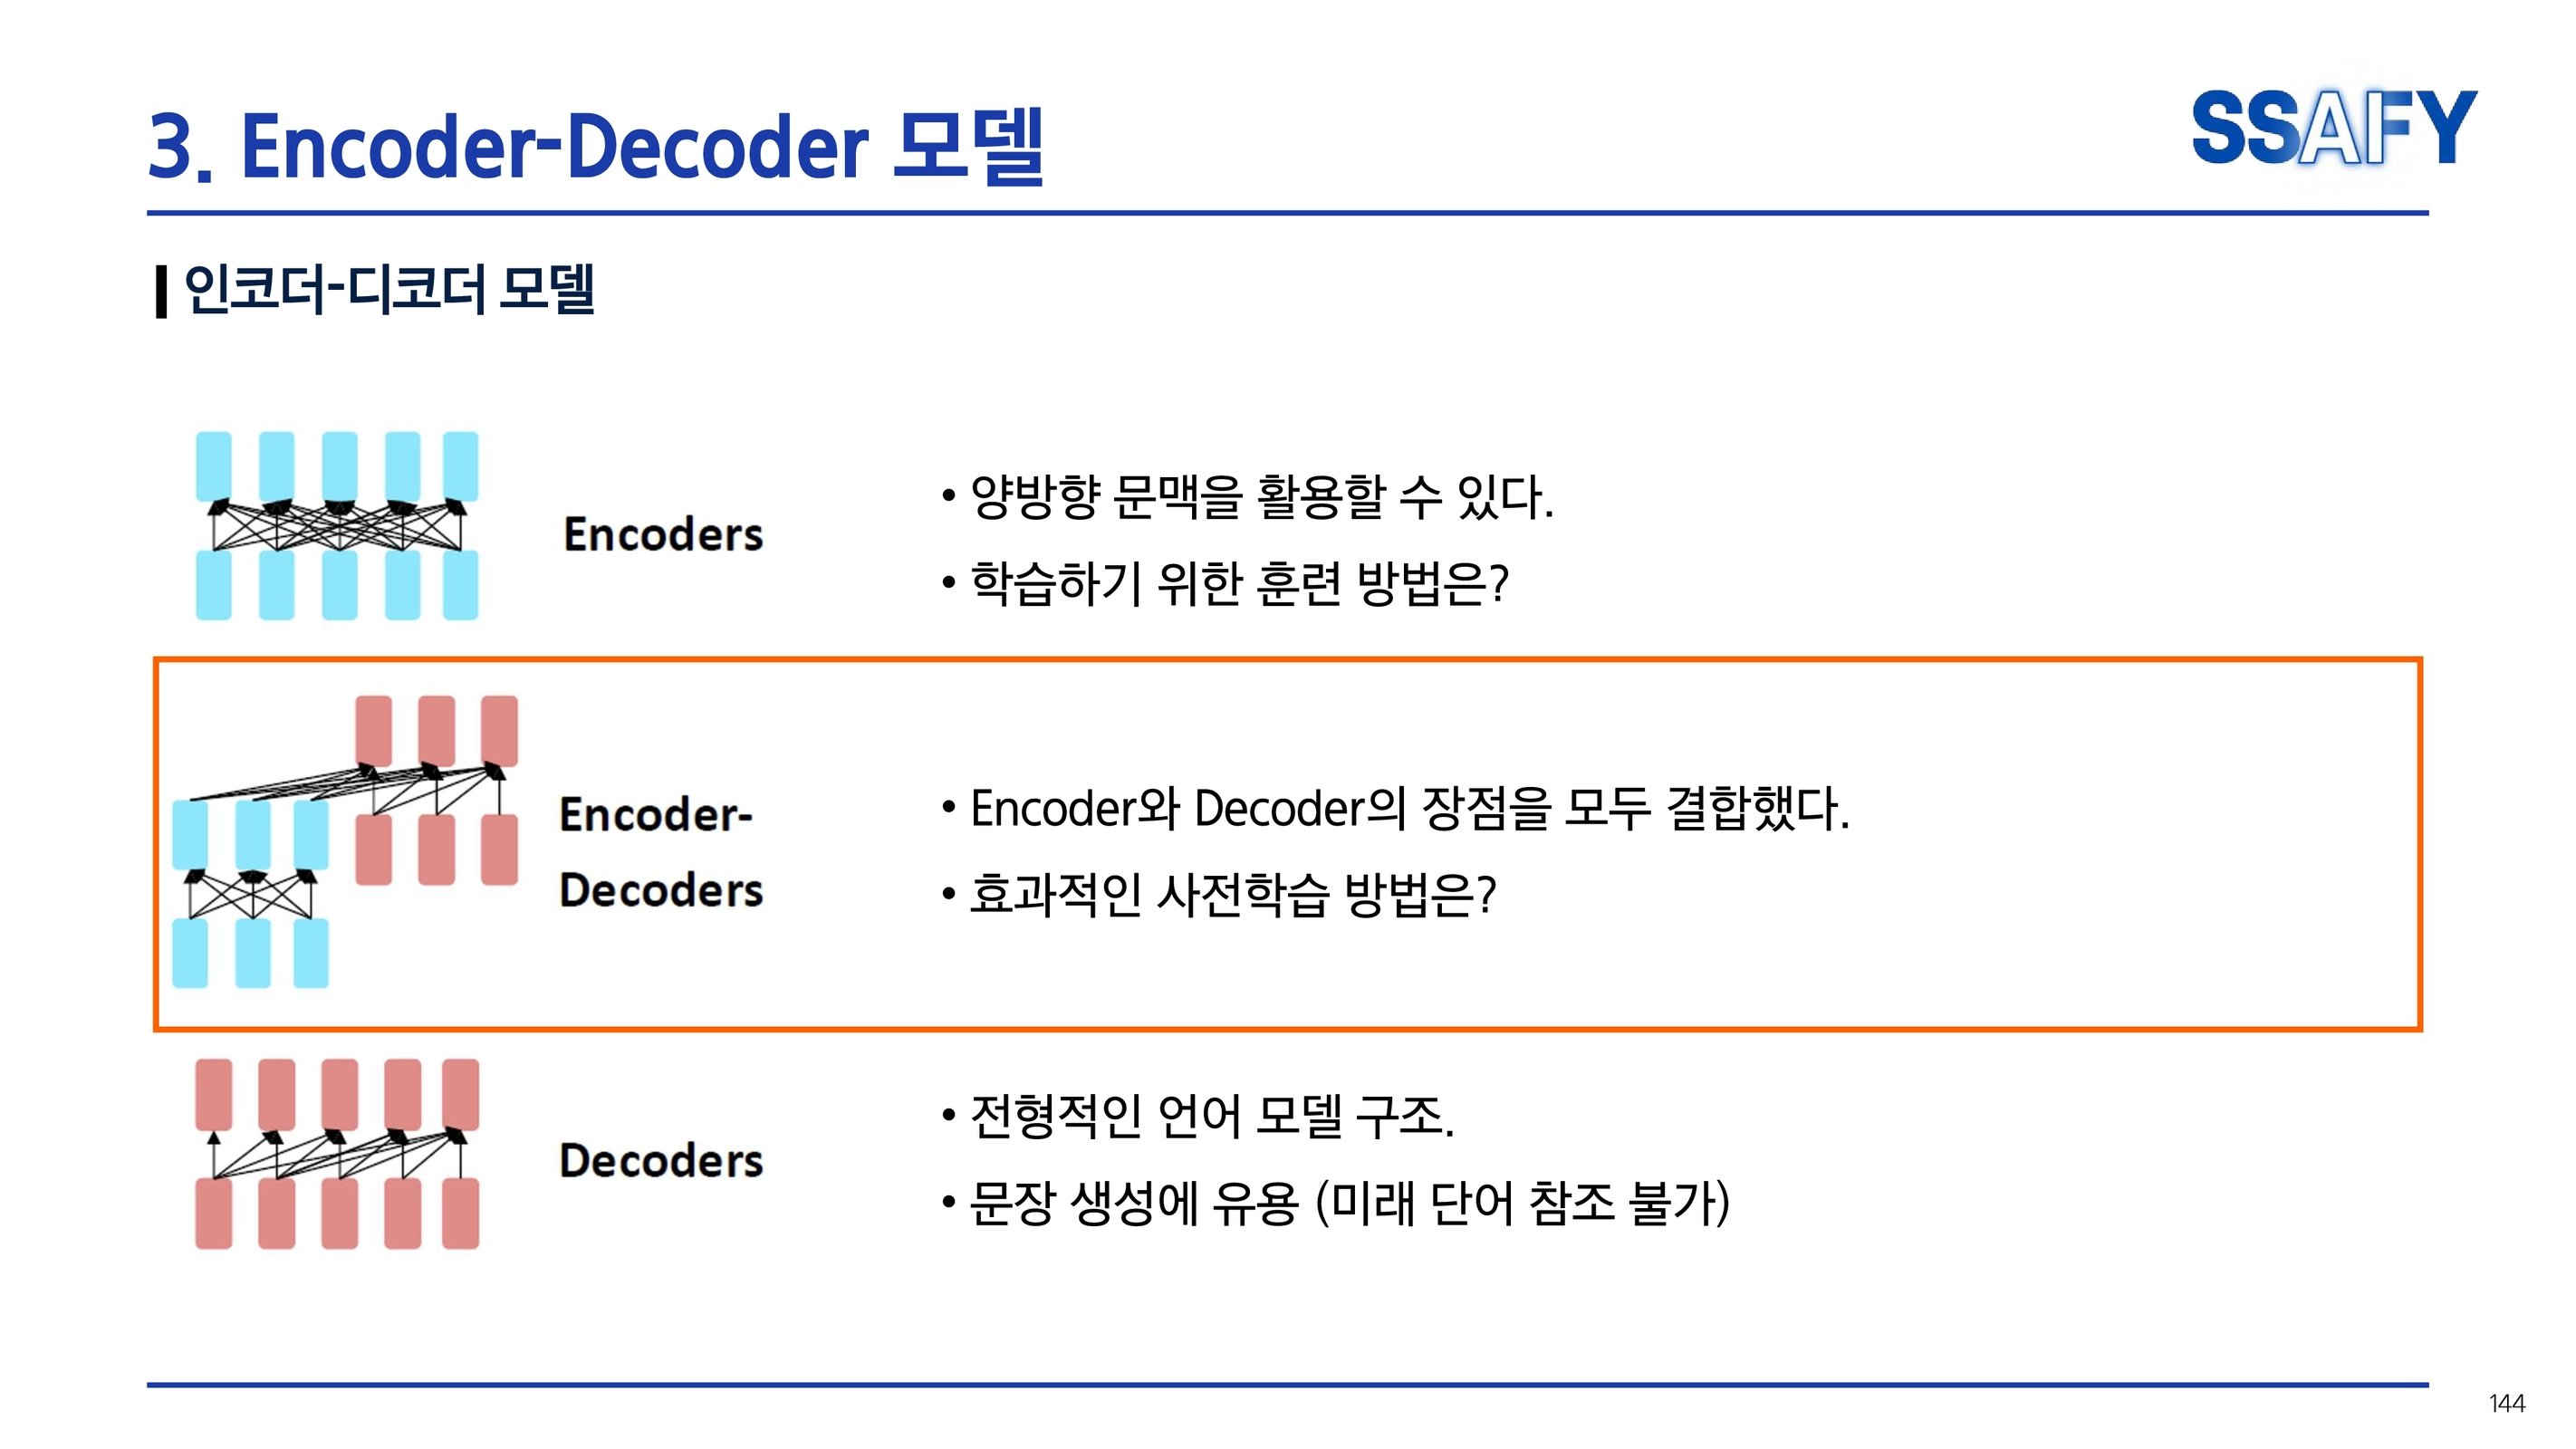 3. Encoder-Decoder 모델
SSAFY
인코더-디코더 모델
Encoders
• 양방향 문맥을 활용할 수 있다.
• 학습하기 위한 훈련 방법은?
Encoder-
Decoders
• Encoder와 Decoder의 장점을 모두 결합했다.
• 효과적인 사전학습 방법은?
Decoders
• 전형적인 언어 모델 구조.
• 문장 생성에 유용 (미래 단어 참조 불가)
144